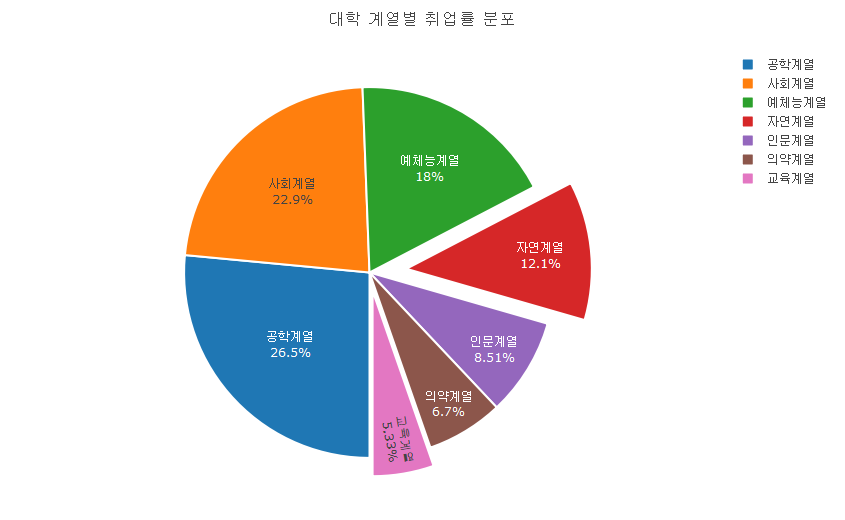 대학 계열별 취업률 분포
공학계열
사회계열
예체능계열
자연계열
인문계열
의약계열
교육계열
예체능계열
18%
사회계열
22.9%
자연계열
12.1%
공학계열
26.5%
인문계열
8.51%
의약계열
6.7%
교육계열
5.33%